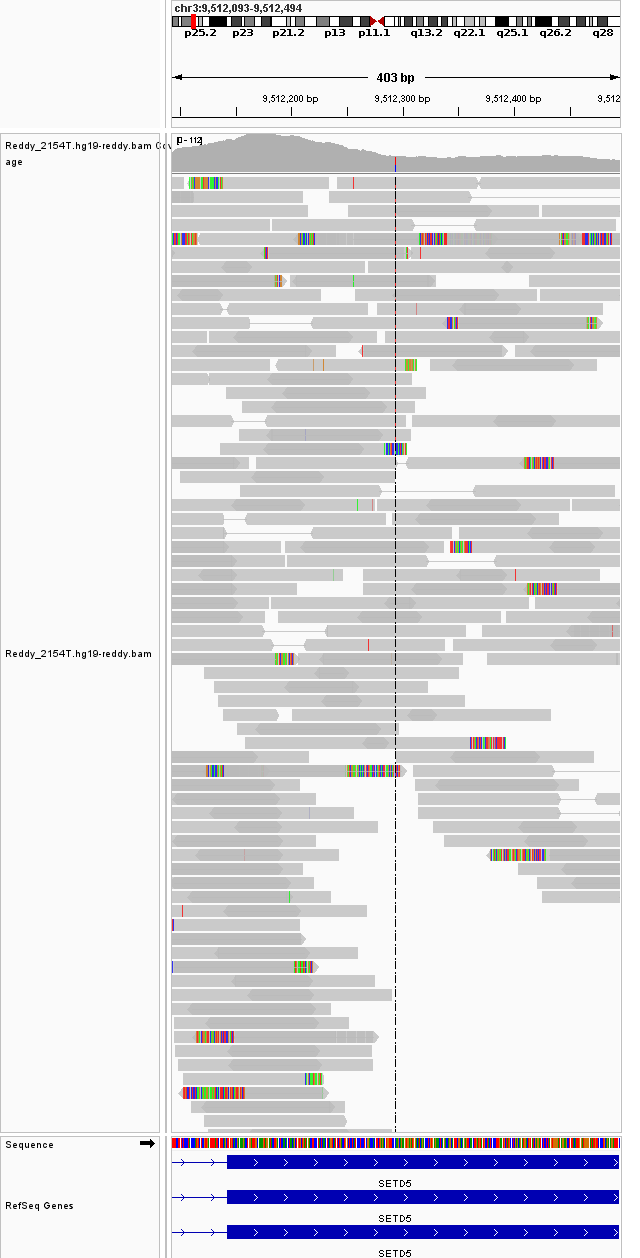 chr3:9,512,093-9,512,494
p25.2 p23 p21.2 p13 p11.1 q13.2 q22.1 q25.1 q26.2 q28
403 bp
9,512,200 bp 9,512,300 bp 9,512,400 bp 9,512
Reddy_2154T.hg19-reddy.bam Cov
age
[0 - 112]
Reddy_2154T.hg19-reddy.bam
Sequence
SETD5
RefSeq Genes
SETD5
SETD5